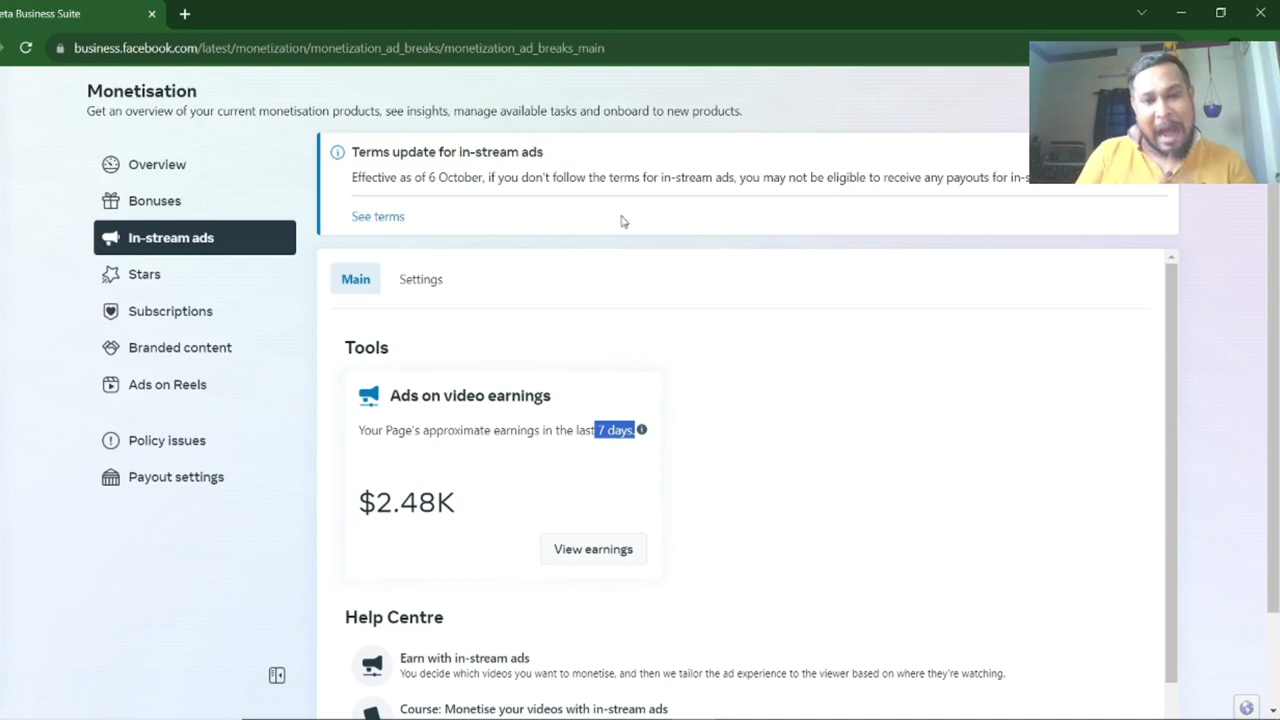 eta Business Suite
business.facebook.com/latest/monetization/monetization_ad_breaks/monetization_ad_breaks_main
Monetisation
Get an overview of your current monetisation products, see insights, manage available tasks and onboard to new products.
Overview
Bonuses
In-stream ads
Stars
Subscriptions
Branded content
Ads on Reels
Policy issues
Payout settings
Terms update for in-stream ads
Effective as of 6 October, if you don't follow the terms for in-stream ads, you may not be eligible to receive any payouts for in-s
See terms
Main Settings
Tools
Ads on video earnings
Your Page's approximate earnings in the last 7 days.
$2.48K
View earnings
Help Centre
Earn with in-stream ads
You decide which videos you want to monetise, and then we tailor the ad experience to the viewer based on where they're watching.
Course: Monetise your videos with in-stream ads